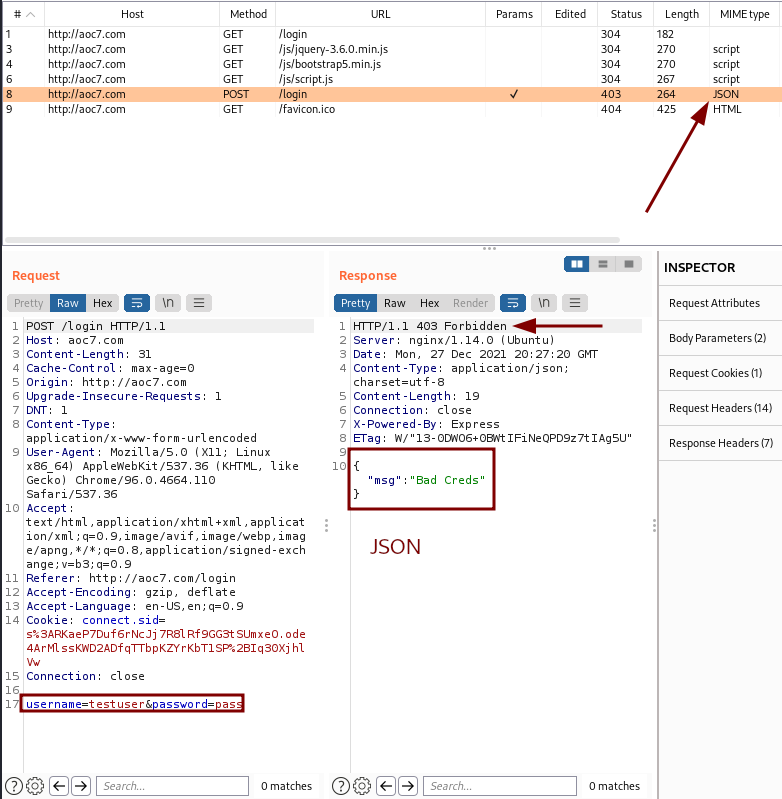 # Host Method URL Params Edited Status Length MIME type
1 http://aoc7.com GET /login 304 182
3 http://aoc7.com GET /js/jquery-3.6.0.min.js 304 270 script
4 http://aoc7.com GET /js/bootstrap5.min.js 304 270 script
6 http://aoc7.com GET /js/script.js 304 267 script
8 http://aoc7.com POST /login ✓ 403 264 JSON
9 http://aoc7.com GET /favicon.ico 404 425 HTML
Request
Pretty Raw Hex \n
1 POST /login HTTP/1.1
2 Host: aoc7.com
3 Content-Length: 31
4 Cache-Control: max-age=0
5 Origin: http://aoc7.com
6 Upgrade-Insecure-Requests: 1
7 DNT: 1
8 Content-Type:
application/x-www-form-urlencoded
9 User-Agent: Mozilla/5.0 (X11; Linux
x86_64) AppleWebKit/537.36 (KHTML, like
Gecko) Chrome/96.0.4664.110
Safari/537.36
10 Accept:
text/html,application/xhtml+xml,applicat
ion/xml;q=0.9,image/avif,image/webp,imag
e/apng,*/*;q=0.8,application/signed-exch
ange;v=b3;q=0.9
11 Referer: http://aoc7.com/login
12 Accept-Encoding: gzip, deflate
13 Accept-Language: en-US,en;q=0.9
14 Cookie: connect.sid=
s%3ARKaeP7Duf6rNcJj7R8lRf9GG3tSUmxeO.ode
4ArMlssKWD2ADfqTTbpKZYrKbT1SP%2BIq30Xjhl
Vw
15 Connection: close
16
17 username=testuser&password=pass
Search...
0 matches
Response
Pretty Raw Hex Render \n
1 HTTP/1.1 403 Forbidden
2 Server: nginx/1.14.0 (Ubuntu)
3 Date: Mon, 27 Dec 2021 20:27:20 GMT
4 Content-Type: application/json;
charset=utf-8
5 Content-Length: 19
6 Connection: close
7 X-Powered-By: Express
8 ETag: W/"13-0DWO6+0BWtIFiNeQPD9z7tIAg5U"
9
10 {
"msg":"Bad Creds"
}
JSON
Search...
0 matches
INSPECTOR
Request Attributes
Body Parameters (2)
Request Cookies (1)
Request Headers (14)
Response Headers (7)